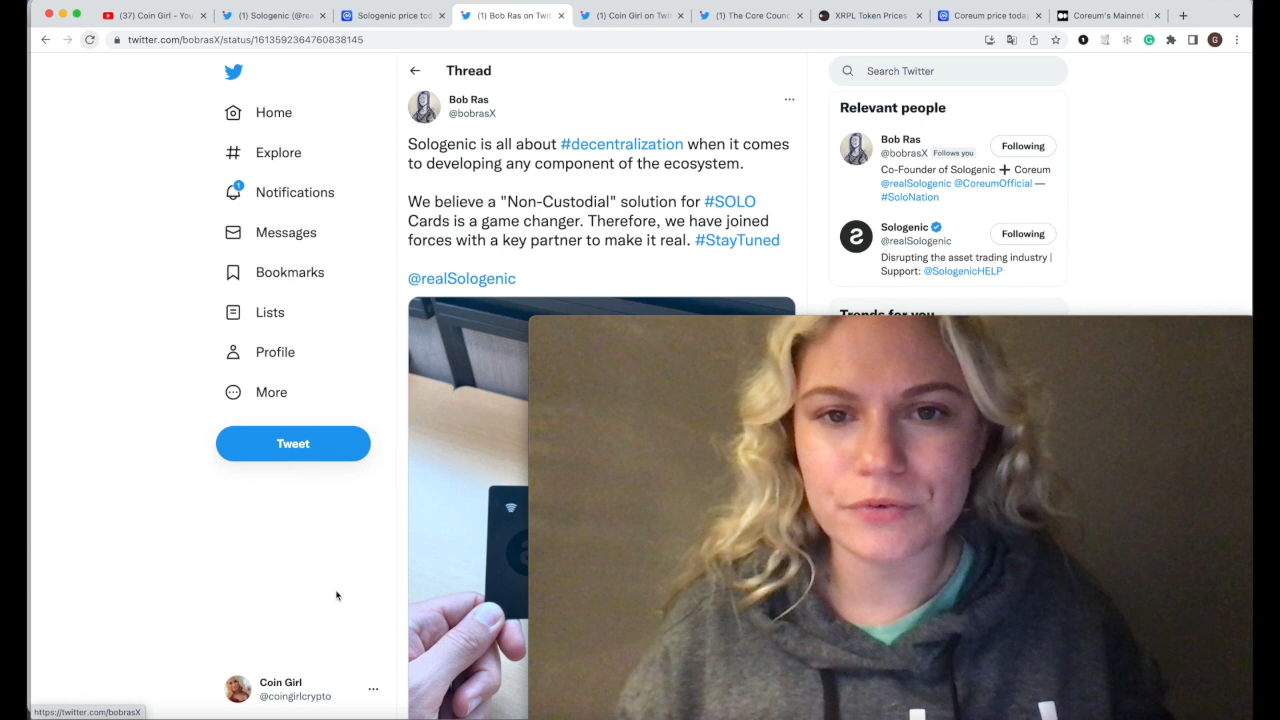 (37) Coin Girl - You
(1) Sologenic (@rea
Sologenic price tod
(1) Bob Ras on Twit
(1) Coin Girl on Twi
(1) The Core Counc
XRPL Token Prices
Coreum price today
Coreum's Mainnet
twitter.com/bobrasX/status/1613592364760838145
Home
Explore
1
Notifications
Messages
Bookmarks
Lists
Profile
More
Tweet
Coin Girl
@coingirlcrypto
https://twitter.com/bobrasX
Thread
Bob Ras
@bobrasX
Sologenic is all about #decentralization when it comes
to developing any component of the ecosystem.
We believe a "Non-Custodial" solution for #SOLO
Cards is a game changer. Therefore, we have joined
forces with a key partner to make it real. #StayTuned
@realSologenic
Search Twitter
Relevant people
Bob Ras
@bobrasX Follows you
Following
Co-Founder of Sologenic ➕ Coreum
@realSologenic @CoreumOfficial —
#SoloNation
Sologenic
@realSologenic
Following
Disrupting the asset trading industry |
Support: @SologenicHELP
Trends for you